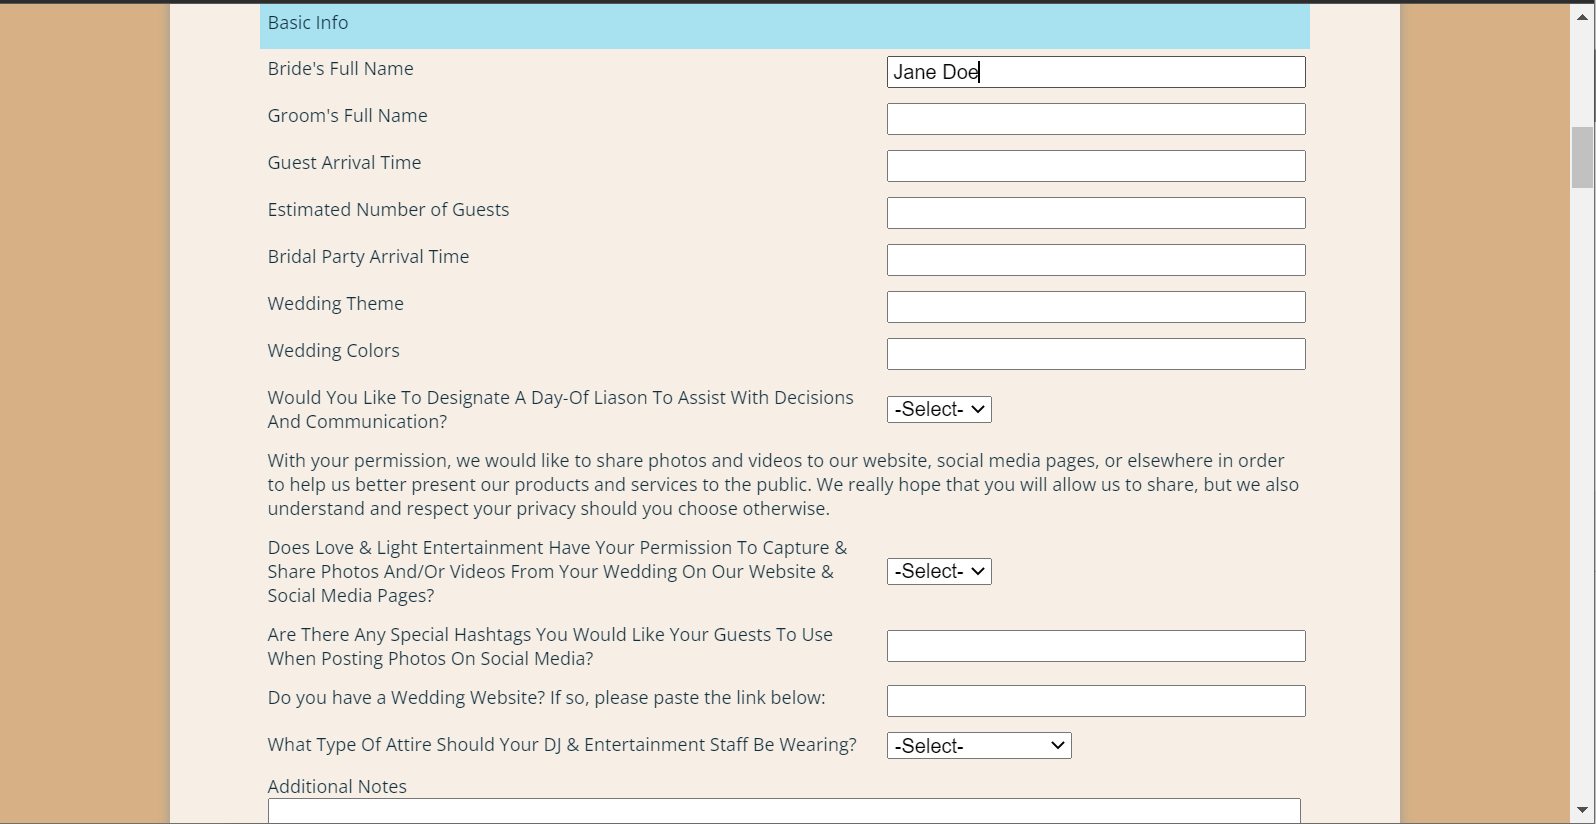 Basic Info
Bride's Full Name
Jane Doe
Groom's Full Name
Guest Arrival Time
Estimated Number of Guests
Bridal Party Arrival Time
Wedding Theme
Wedding Colors
Would You Like To Designate A Day-Of Liason To Assist With Decisions
And Communication?
-Select-
With your permission, we would like to share photos and videos to our website, social media pages, or elsewhere in order
to help us better present our products and services to the public. We really hope that you will allow us to share, but we also
understand and respect your privacy should you choose otherwise.
Does Love & Light Entertainment Have Your Permission To Capture &
Share Photos And/Or Videos From Your Wedding On Our Website &
Social Media Pages?
-Select-
Are There Any Special Hashtags You Would Like Your Guests To Use
When Posting Photos On Social Media?
Do you have a Wedding Website? If so, please paste the link below:
What Type Of Attire Should Your DJ & Entertainment Staff Be Wearing?
-Select-
Additional Notes